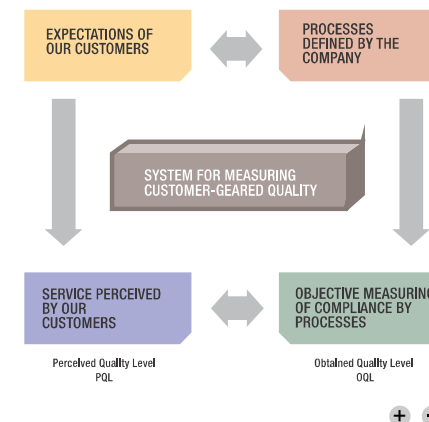 EXPECTATIONS OF
OUR CUSTOMERS
PROCESSES
DEFINED BY THE
COMPANY
SYSTEM FOR MEASURING
CUSTOMER-GEARED QUALITY
SERVICE PERCEIVED
BY OUR
CUSTOMERS
OBJECTIVE MEASURING
OF COMPLIANCE BY
PROCESSES
Perceived Quality Level
PQL
Obtained Quality Level
OQL